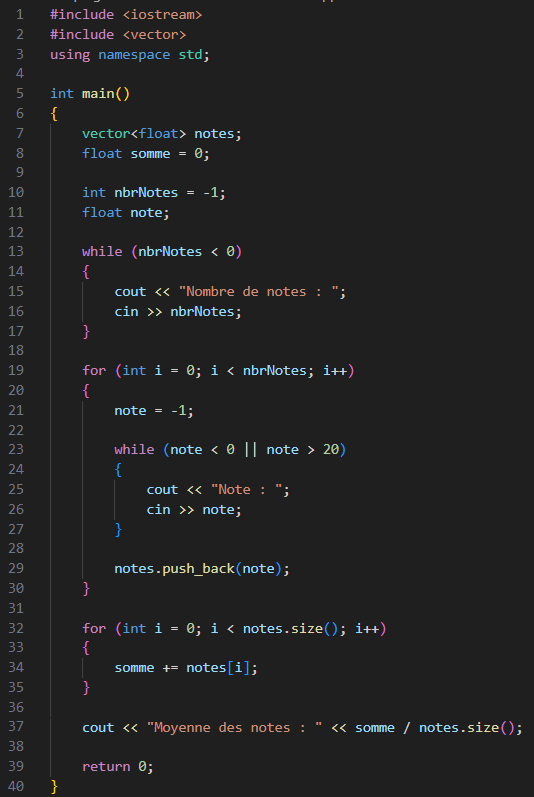 1 #include <iostream>
2 #include <vector>
3 using namespace std;
4
5 int main()
6 {
7     vector<float> notes;
8     float somme = 0;
9
10     int nbrNotes = -1;
11     float note;
12
13     while (nbrNotes < 0)
14     {
15         cout << "Nombre de notes : ";
16         cin >> nbrNotes;
17     }
18
19     for (int i = 0; i < nbrNotes; i++)
20     {
21         note = -1;
22
23         while (note < 0 || note > 20)
24         {
25             cout << "Note : ";
26             cin >> note;
27         }
28
29         notes.push_back(note);
30     }
31
32     for (int i = 0; i < notes.size(); i++)
33     {
34         somme += notes[i];
35     }
36
37     cout << "Moyenne des notes : " << somme / notes.size();
38
39     return 0;
40 }